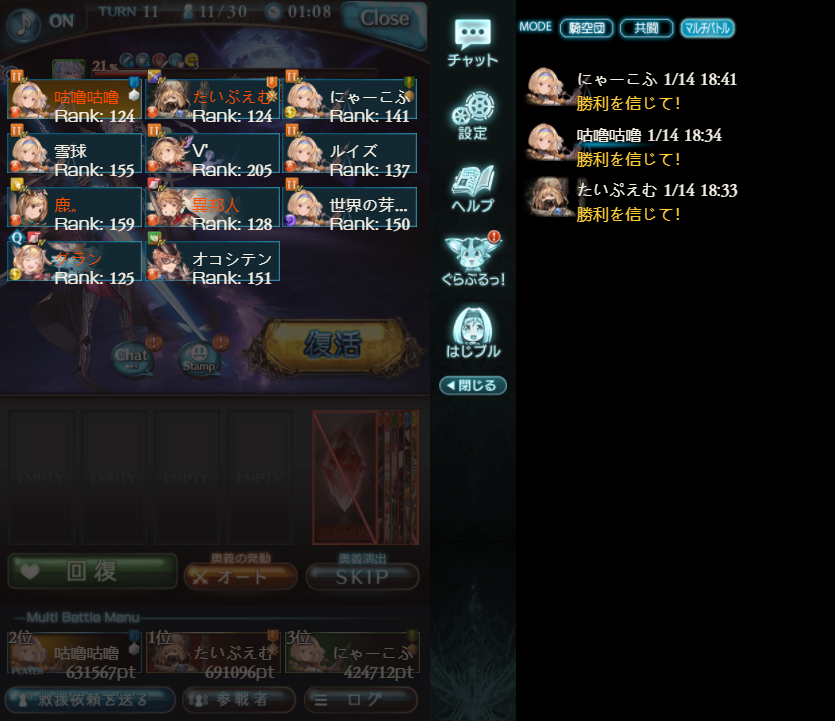 ON
TURN 11
11/30
01:08
Close
21%
咕噜咕噜
Rank: 124
たいぷえむ
Rank: 124
にゃーこふ
Rank: 141
雪球
Rank: 155
V'
Rank: 205
ルイズ
Rank: 137
鹿。
Rank: 159
異邦人
Rank: 128
世界の芽...
Rank: 150
グラン
Rank: 125
オコシテン
Rank: 151
Chat
Stamp
復活
EMPTY
EMPTY
EMPTY
EMPTY
SUMMON
回復
奥義の発動
オート
奥義演出
SKIP
Multi Battle Menu
2位
咕噜咕噜
PLAYER
631567pt
1位
たいぷえむ
691096pt
3位
にゃーこふ
424712pt
救援依頼を送る
参戦者
ログ
チャット
設定
ヘルプ
ぐらぶるっ!
はじブル
閉じる
MODE
騎空団
共闘
マルチバトル
にゃーこふ 1/14 18:41
勝利を信じて!
咕噜咕噜 1/14 18:34
勝利を信じて!
たいぷえむ 1/14 18:33
勝利を信じて!